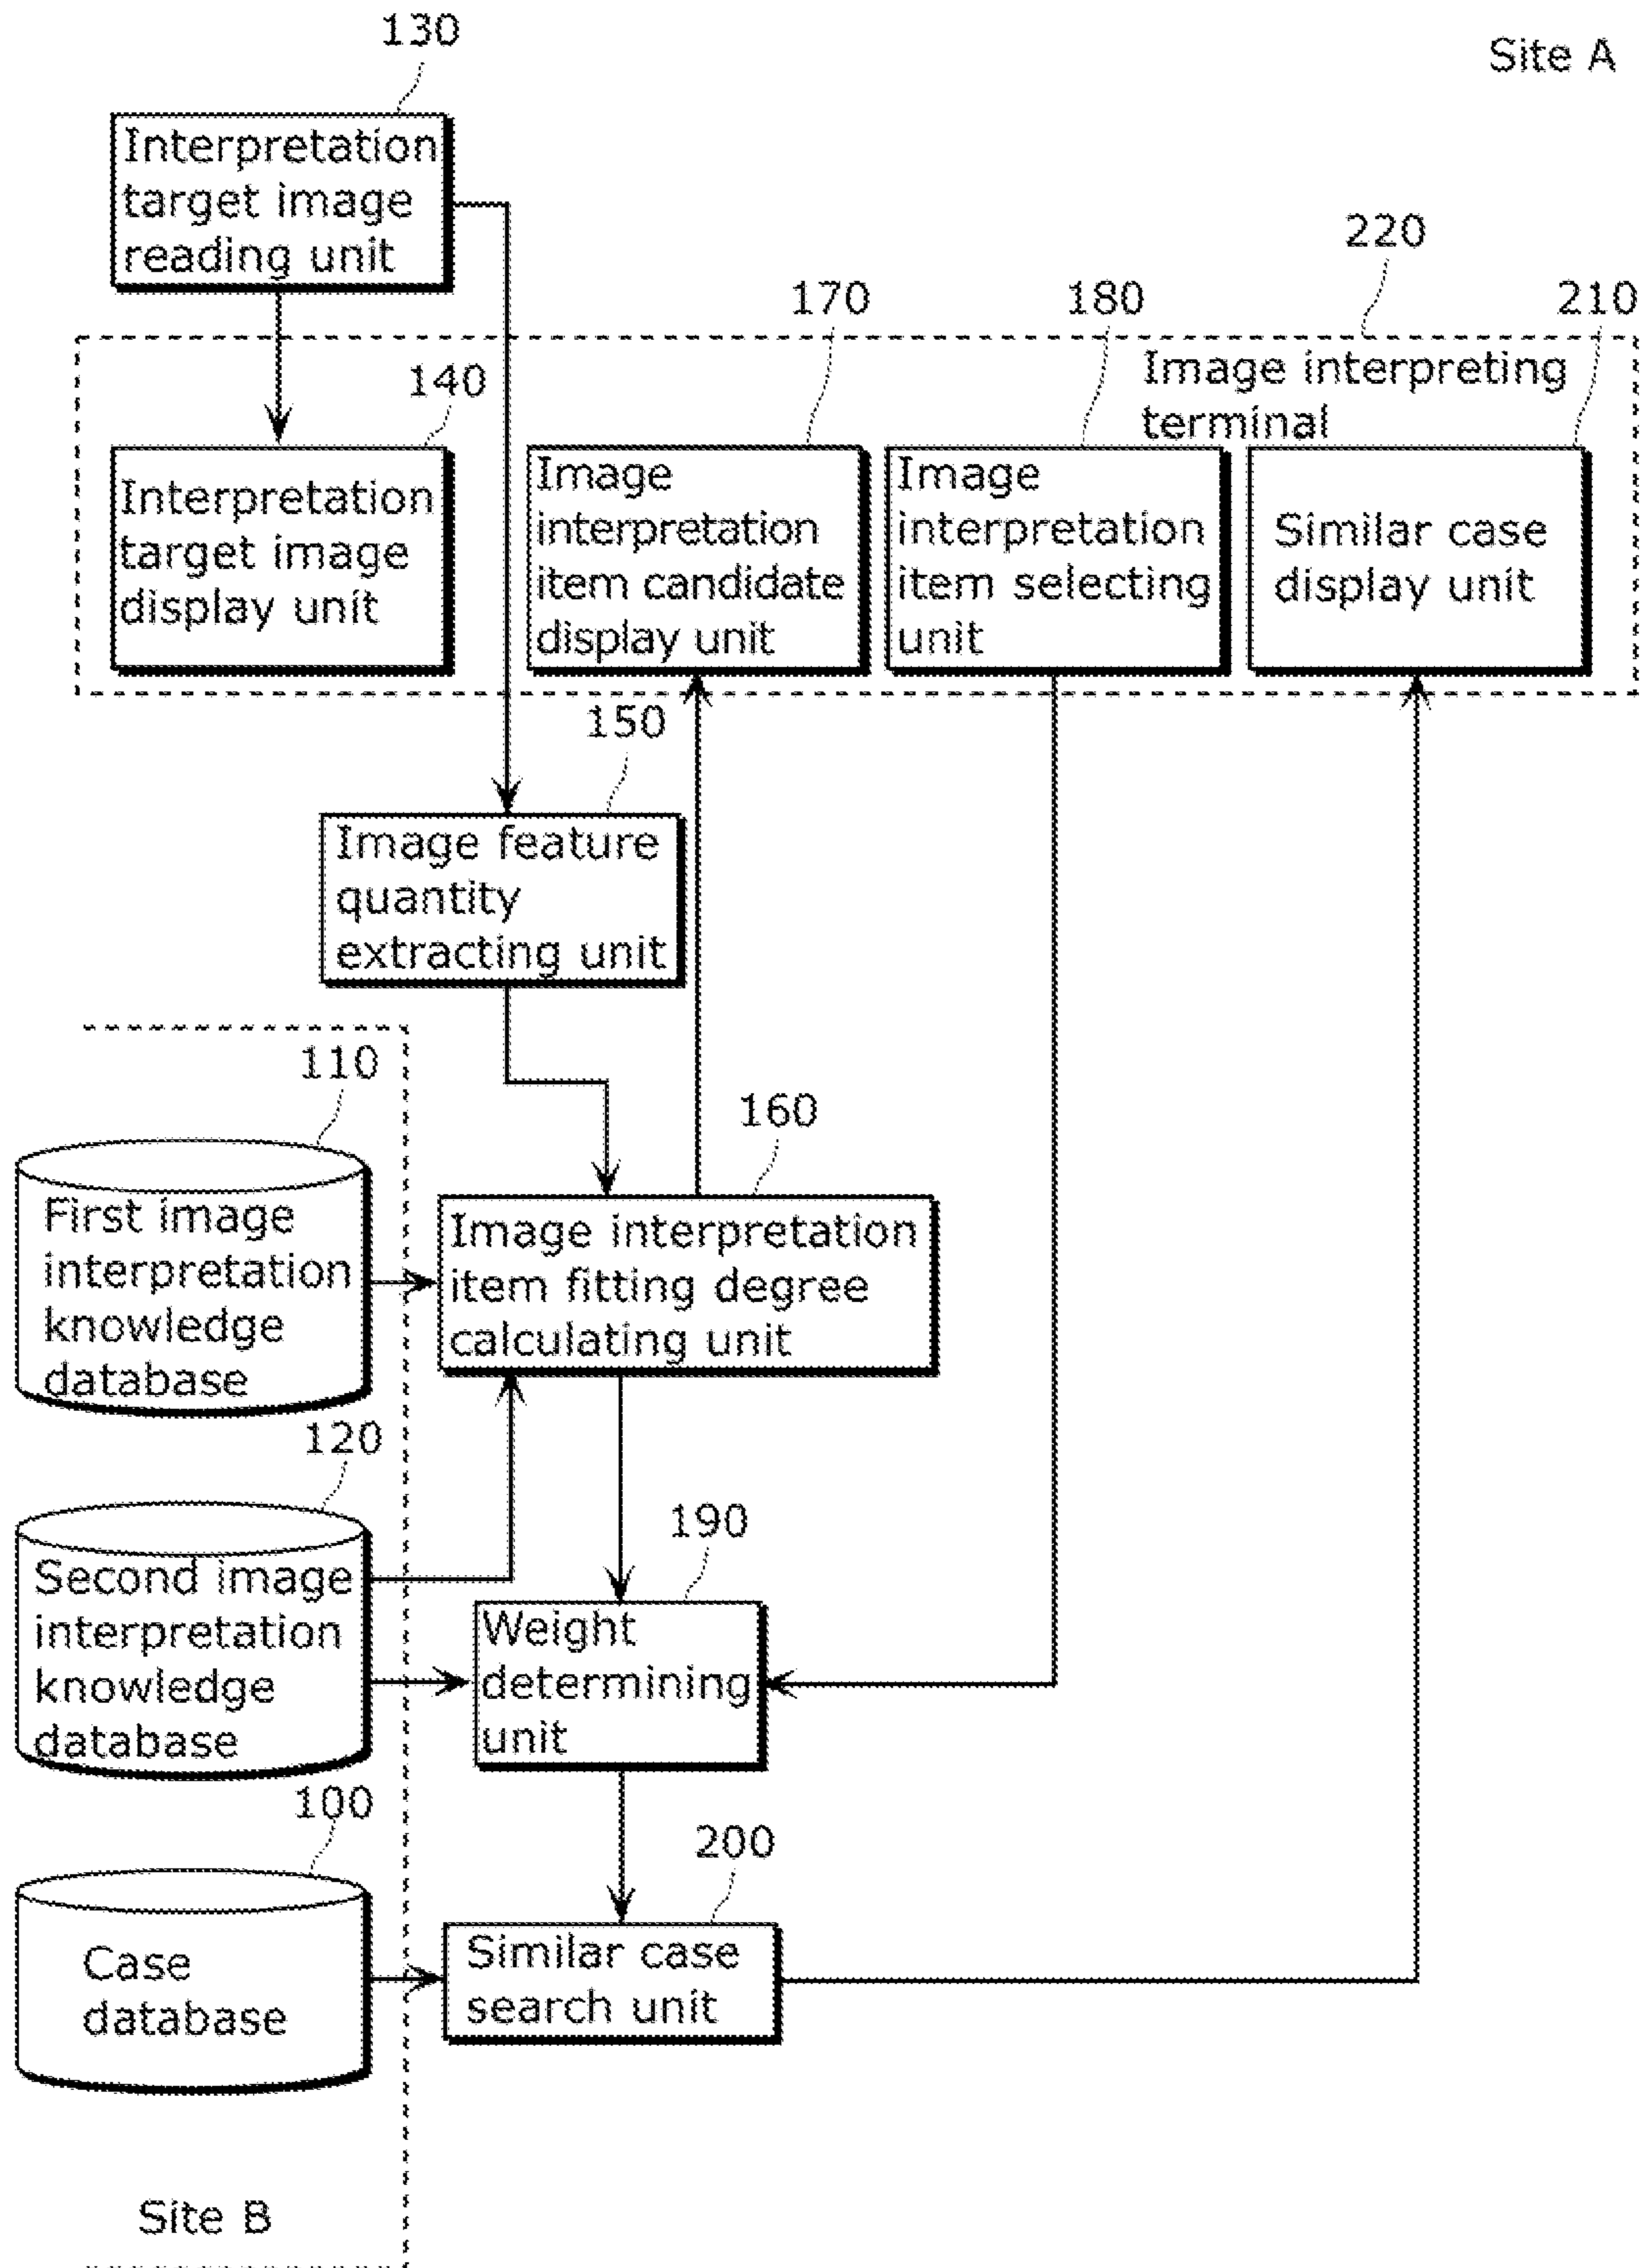 130
Site A
Interpretation
target image
reading unit
220
170
180
210
Image interpreting
terminal
140
Interpretation
target image
display unit
Image
interpretation
item candidate
display unit
Image
interpretation
item selecting
unit
Similar case
display unit
150
Image feature
quantity
extracting unit
110
First image
interpretation
knowledge
database
160
Image interpretation
item fitting degree
calculating unit
120
Second image
interpretation
knowledge
database
190
Weight
determining
unit
100
Case
database
200
Similar case
search unit
Site B